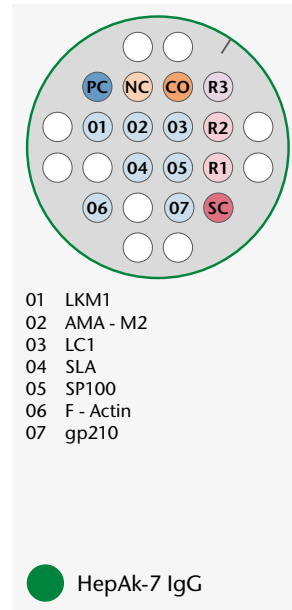 PC NC CO R3
01 02 03 R2
04 05 R1
06 07 SC
01 LKM1
02 AMA - M2
03 LC1
04 SLA
05 SP100
06 F - Actin
07 gp210
HepAk-7 IgG